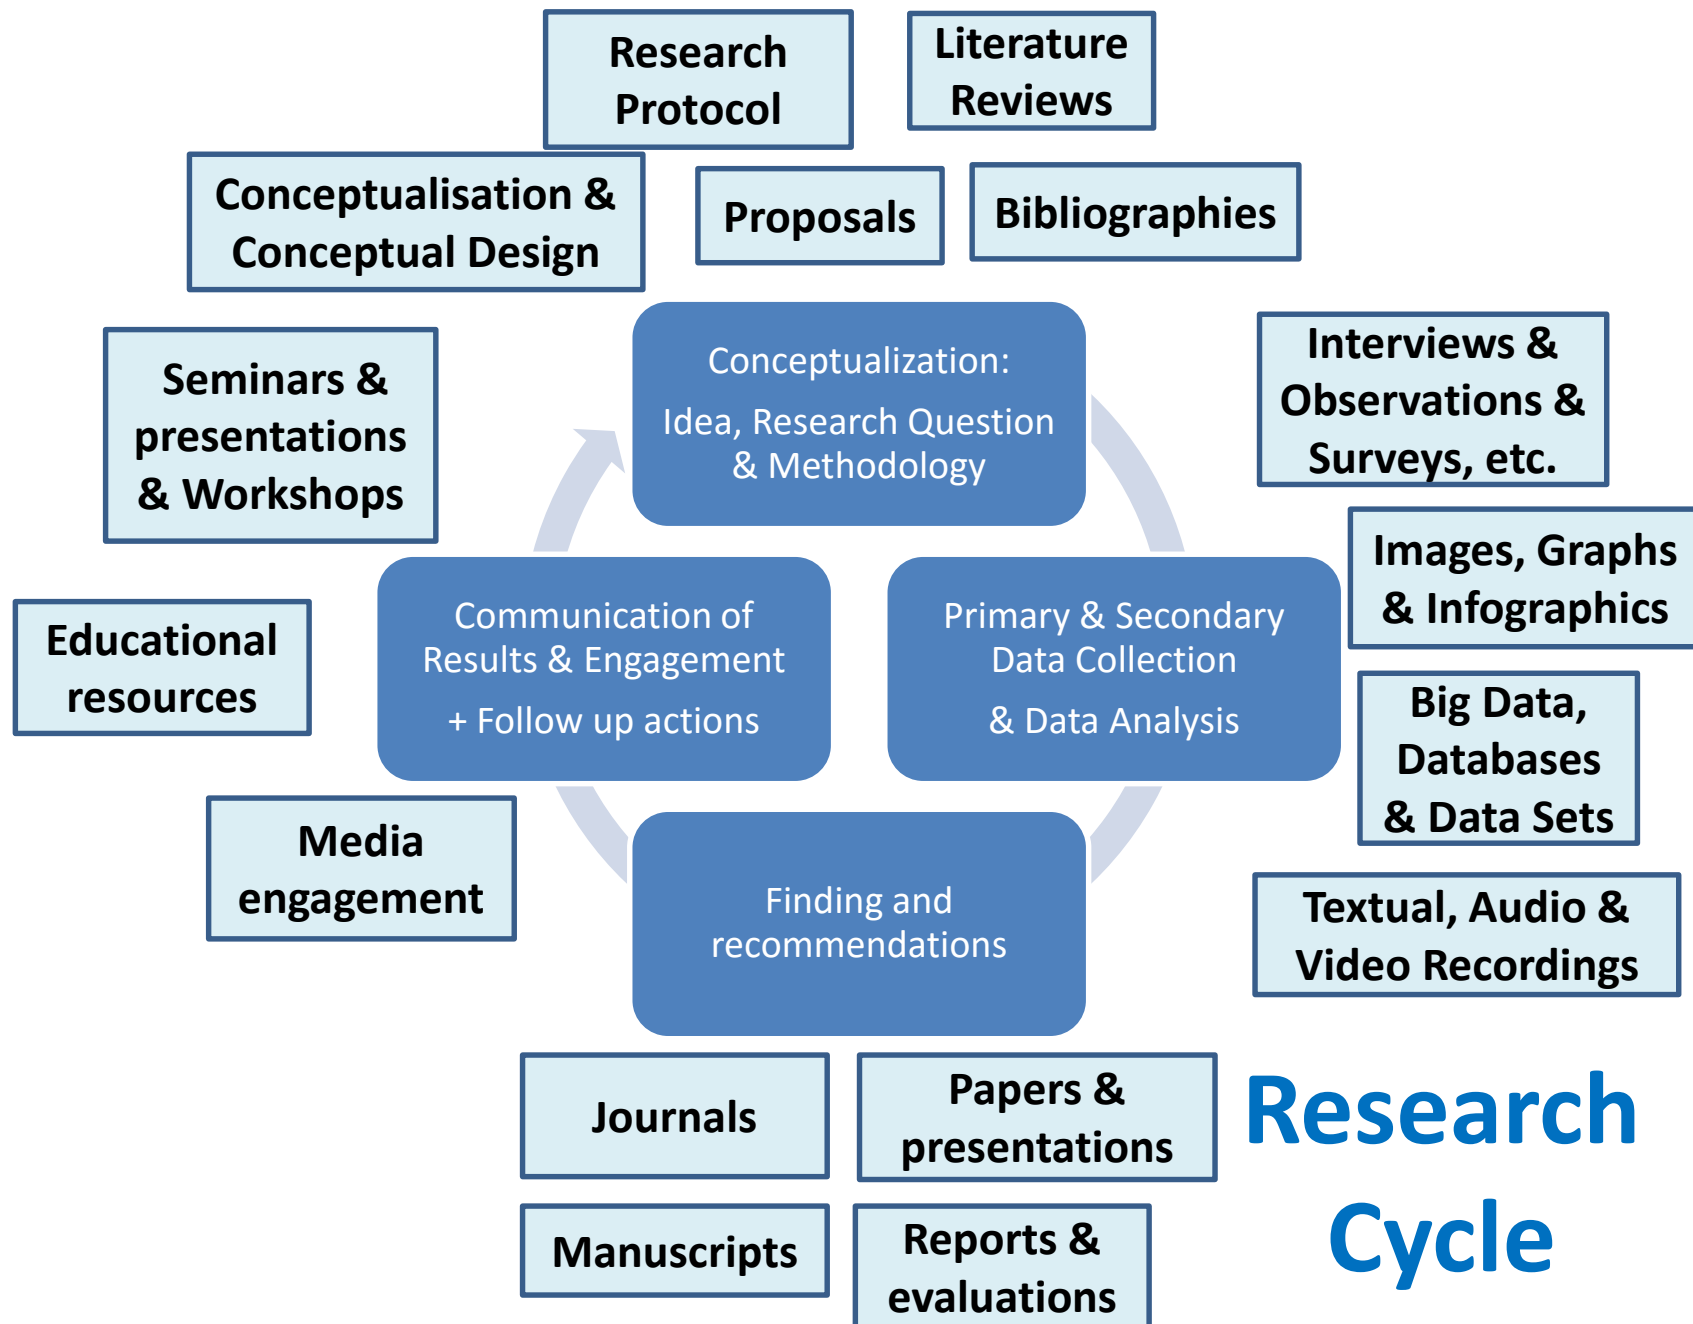 Research
Protocol
Literature
Reviews
Conceptualisation &
Conceptual Design
Proposals
Bibliographies
Conceptualization:
Idea, Research Question
& Methodology
Interviews &
Observations &
Surveys, etc.
Seminars &
presentations
& Workshops
Images, Graphs
& Infographics
Communication of
Results & Engagement
+ Follow up actions
Primary & Secondary
Data Collection
& Data Analysis
Educational
resources
Big Data,
Databases
& Data Sets
Media
engagement
Finding and
recommendations
Textual, Audio &
Video Recordings
Journals
Papers &
presentations
Manuscripts
Reports &
evaluations
Research
Cycle